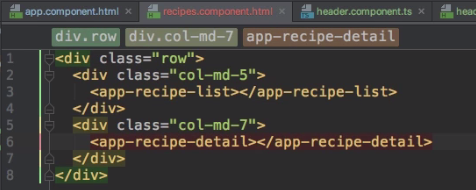 app.component.html × recipes.component.html × header.component.ts × hea
div.row div.col-md-7 app-recipe-detail
1 <div class="row">
2 <div class="col-md-5">
3 <app-recipe-list></app-recipe-list>
4 </div>
5 <div class="col-md-7">
6 <app-recipe-detail></app-recipe-detail>
7 </div>
8 </div>